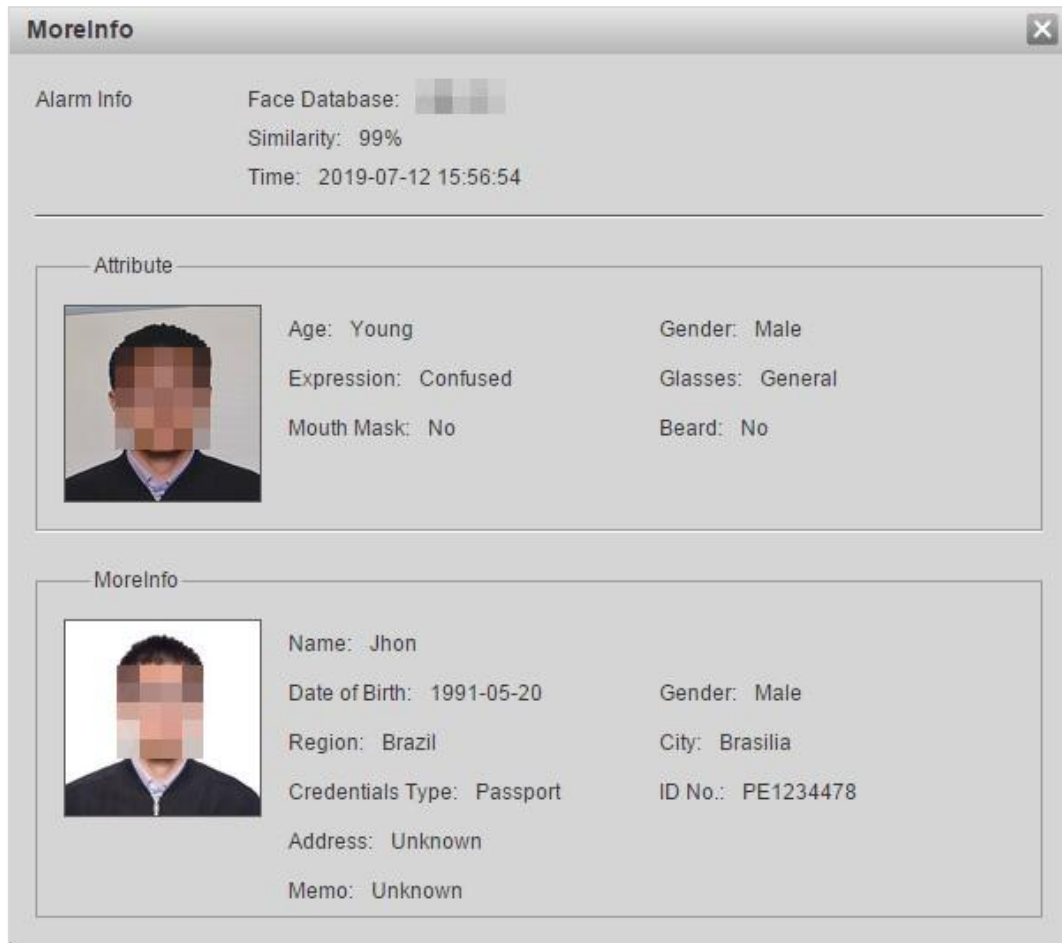 MoreInfo
Alarm Info Face Database:
Similarity: 99%
Time: 2019-07-12 15:56:54
Attribute
Age: Young Gender: Male
Expression: Confused Glasses: General
Mouth Mask: No Beard: No
MoreInfo
Name: Jhon
Date of Birth: 1991-05-20 Gender: Male
Region: Brazil City: Brasilia
Credentials Type: Passport ID No.: PE1234478
Address: Unknown
Memo: Unknown